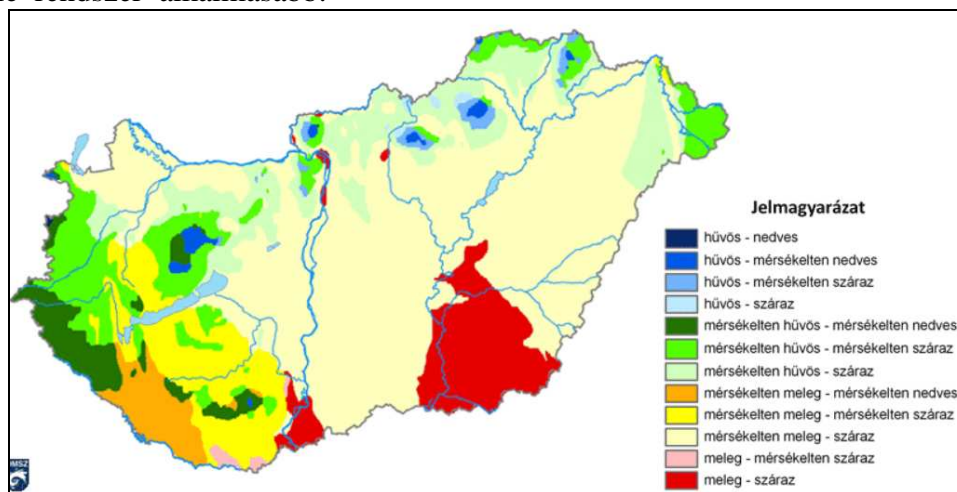 Jelmagyarázat
hűvös - nedves
hűvös - mérsékelten nedves
hűvös - mérsékelten száraz
hűvös - száraz
mérsékelten hűvös - mérsékelten nedves
mérsékelten hűvös - mérsékelten száraz
mérsékelten hűvös - száraz
mérsékelten meleg - mérsékelten nedves
mérsékelten meleg - mérsékelten száraz
mérsékelten meleg - száraz
meleg - mérsékelten száraz
meleg - száraz